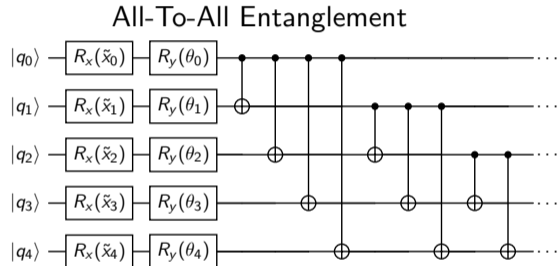 All-To-All Entanglement
|q₀⟩ Rₓ(x̃₀) R_y(θ₀) ...
|q₁⟩ Rₓ(x̃₁) R_y(θ₁) ...
|q₂⟩ Rₓ(x̃₂) R_y(θ₂) ...
|q₃⟩ Rₓ(x̃₃) R_y(θ₃) ...
|q₄⟩ Rₓ(x̃₄) R_y(θ₄) ...